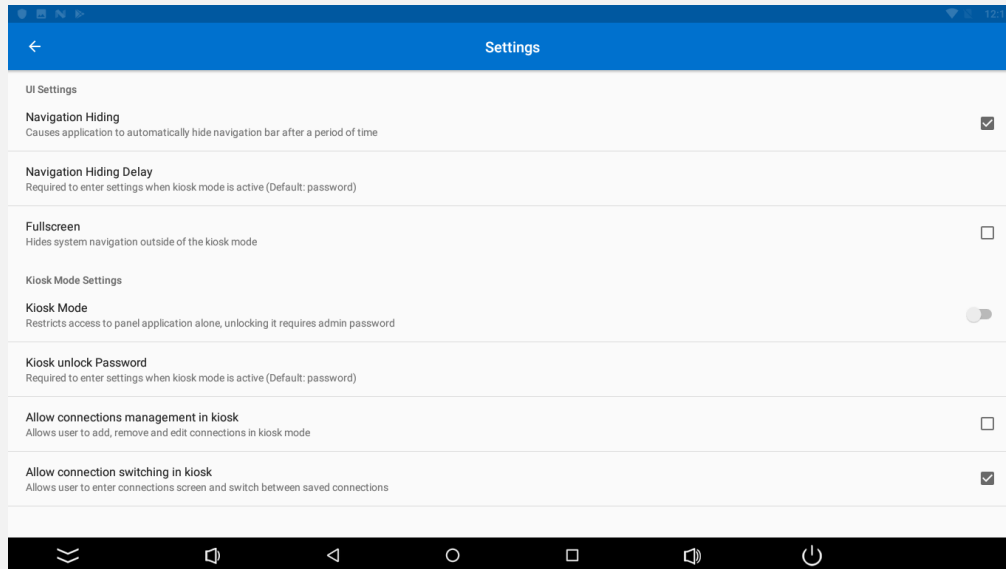 12:1
Settings
UI Settings
Navigation Hiding
Causes application to automatically hide navigation bar after a period of time
Navigation Hiding Delay
Required to enter settings when kiosk mode is active (Default: password)
Fullscreen
Hides system navigation outside of the kiosk mode
Kiosk Mode Settings
Kiosk Mode
Restricts access to panel application alone, unlocking it requires admin password
Kiosk unlock Password
Required to enter settings when kiosk mode is active (Default: password)
Allow connections management in kiosk
Allows user to add, remove and edit connections in kiosk mode
Allow connection switching in kiosk
Allows user to enter connections screen and switch between saved connections